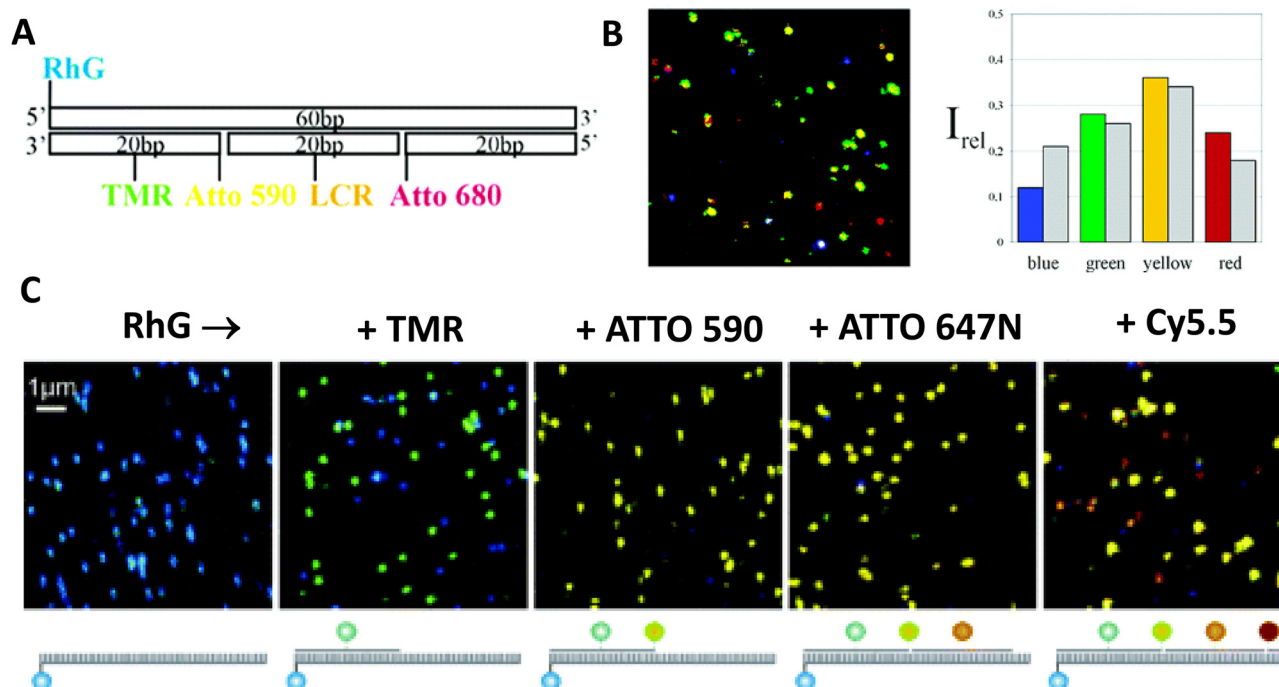 A
RhG
5’ 60bp 3’
3’ 20bp 20bp 20bp 5’
TMR Atto 590 LCR Atto 680
B
0.5
0.4
0.3
0.2
0.1
0
I rel
blue green yellow red
C
RhG → + TMR + ATTO 590 + ATTO 647N + Cy5.5
1µm